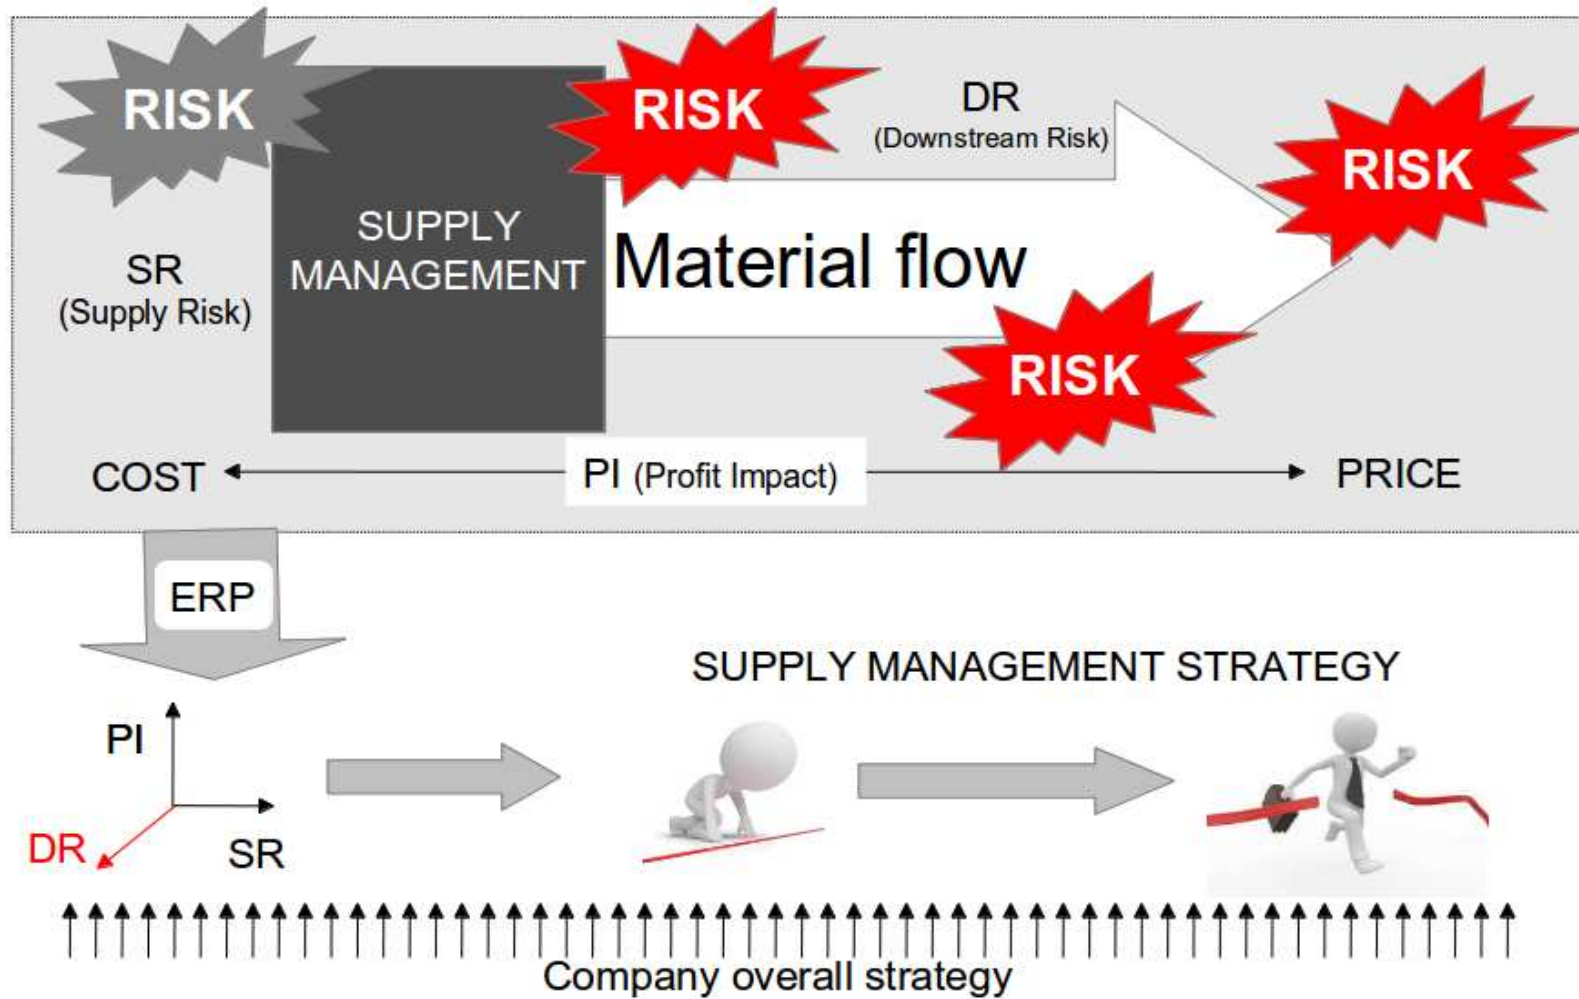 RISK
RISK
DR
(Downstream Risk)
RISK
SUPPLY
MANAGEMENT
Material flow
SR
(Supply Risk)
RISK
COST
PI (Profit Impact)
PRICE
ERP
SUPPLY MANAGEMENT STRATEGY
PI
DR
SR
Company overall strategy